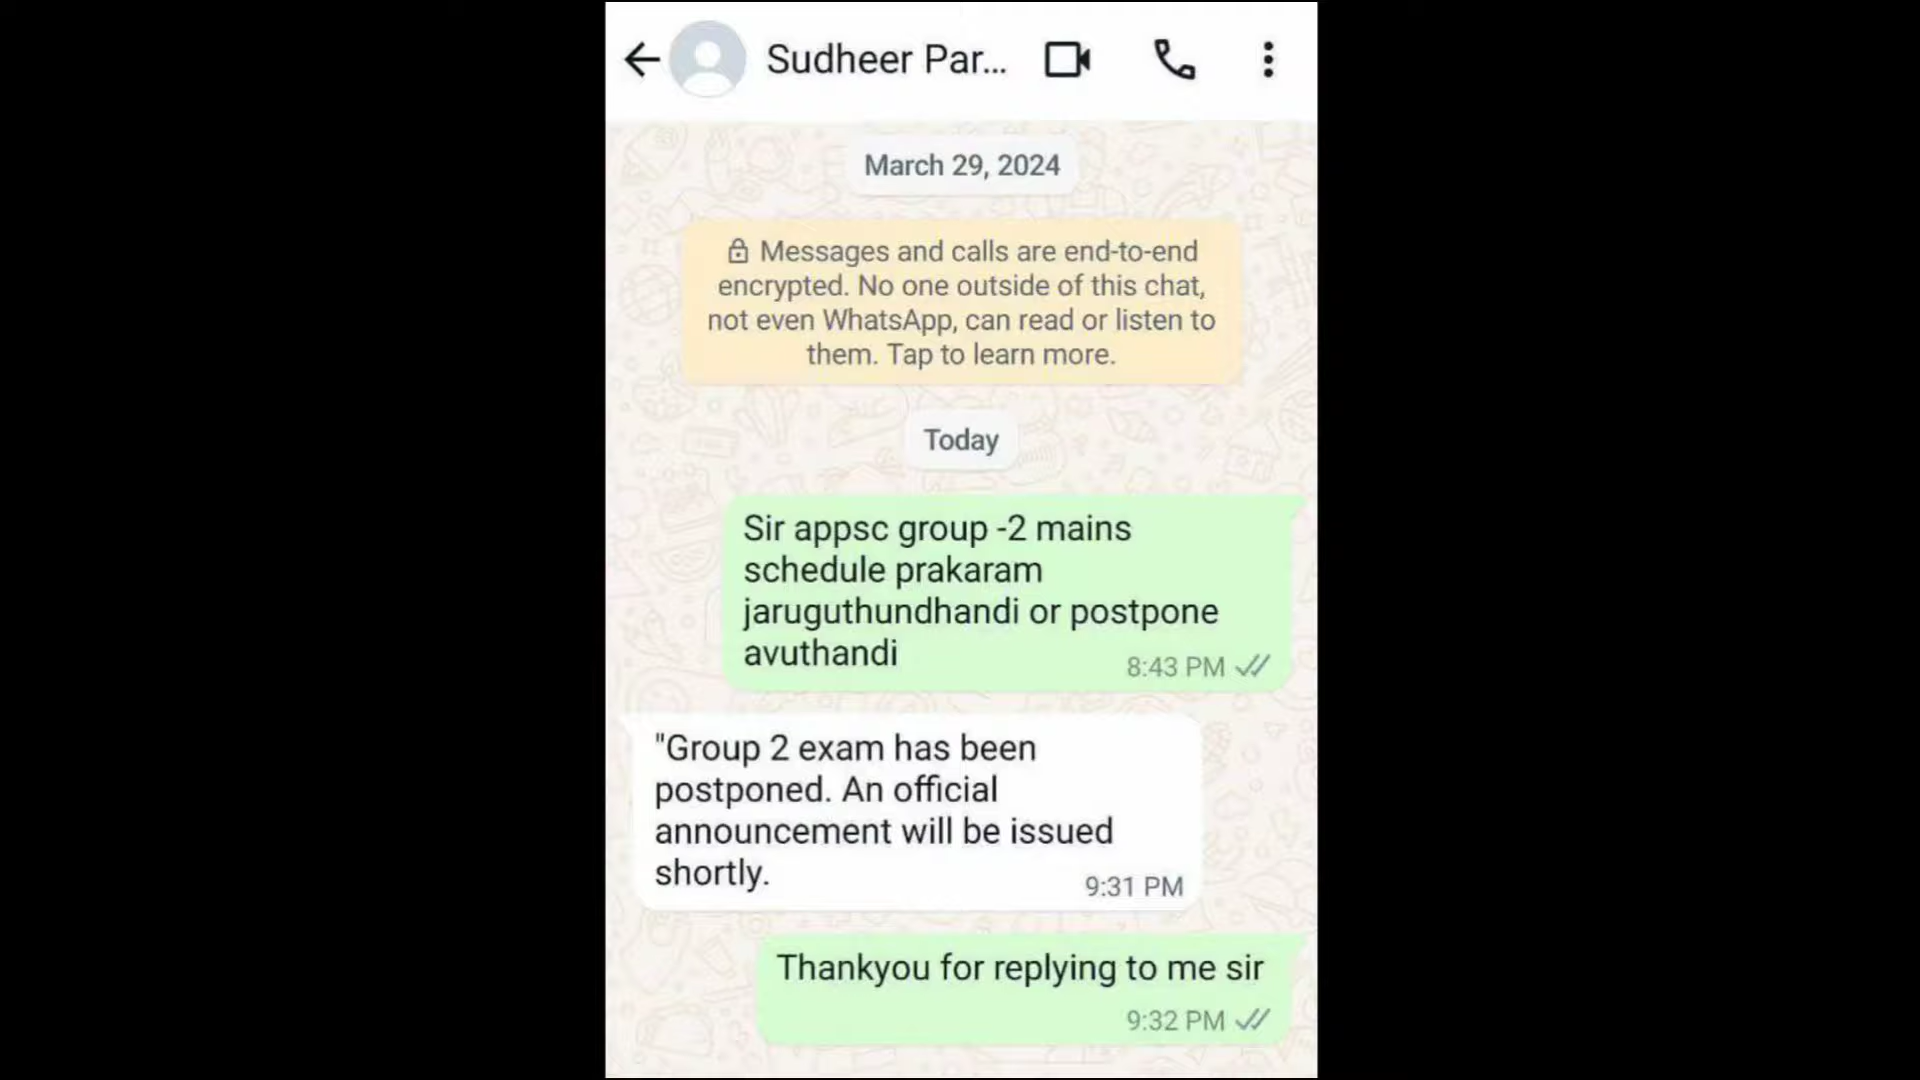 Sudheer Par...
March 29, 2024
Messages and calls are end-to-end
encrypted. No one outside of this chat,
not even WhatsApp, can read or listen to
them. Tap to learn more.
Today
Sir appsc group -2 mains
schedule prakaram
jaruguthundhandi or postpone
avuthandi
8:43 PM
"Group 2 exam has been
postponed. An official
announcement will be issued
shortly.
9:31 PM
Thankyou for replying to me sir
9:32 PM